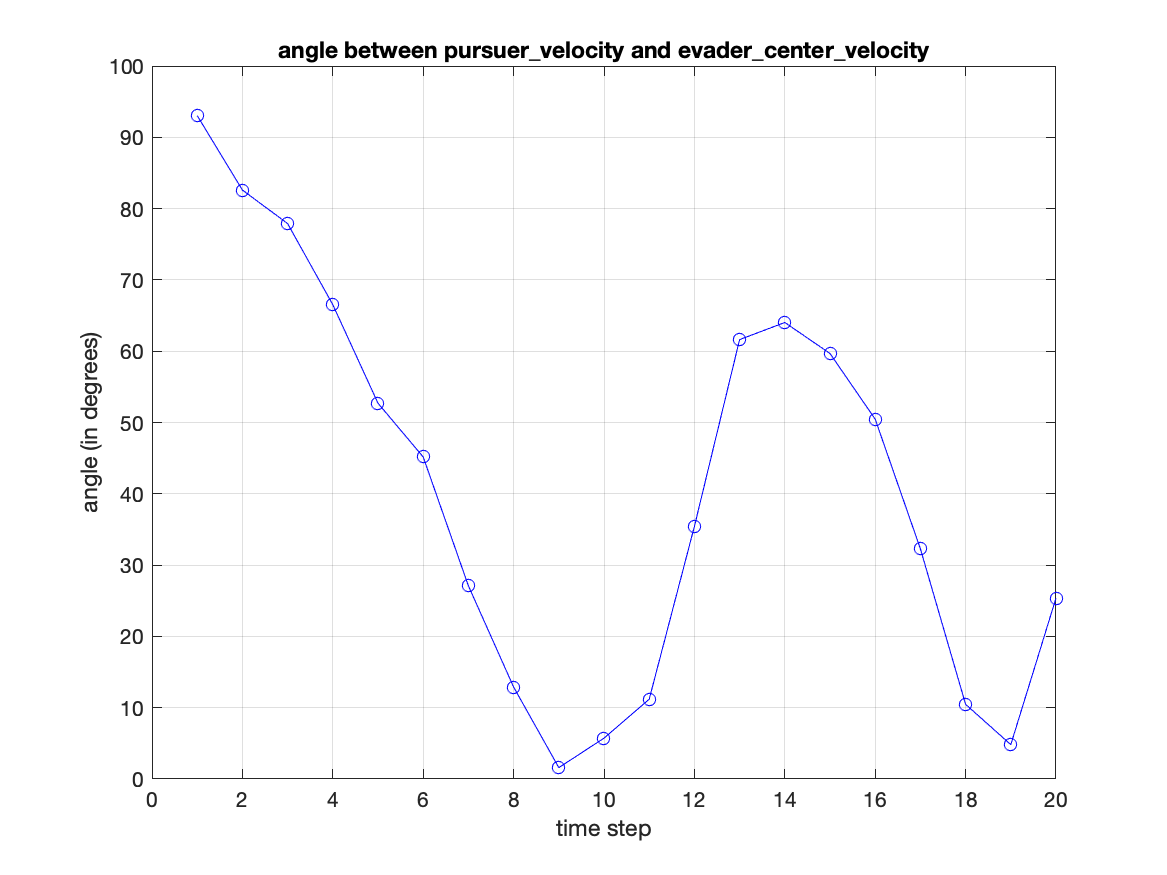 angle between pursuer_velocity and evader_center_velocity
100
90
80
70
60
50
40
30
20
10
0
angle (in degrees)
0 2 4 6 8 10 12 14 16 18 20
time step